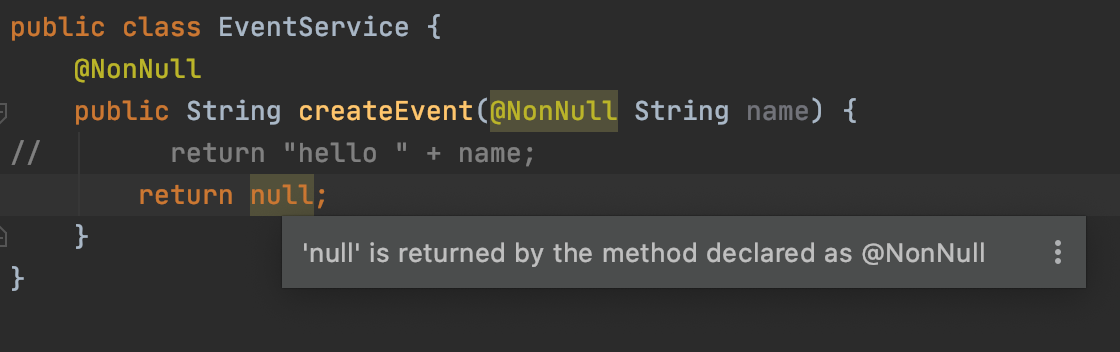 public class EventService {
@NonNull
public String createEvent(@NonNull String name) {
//        return "hello " + name;
return null;
'null' is returned by the method declared as @NonNull
}
}